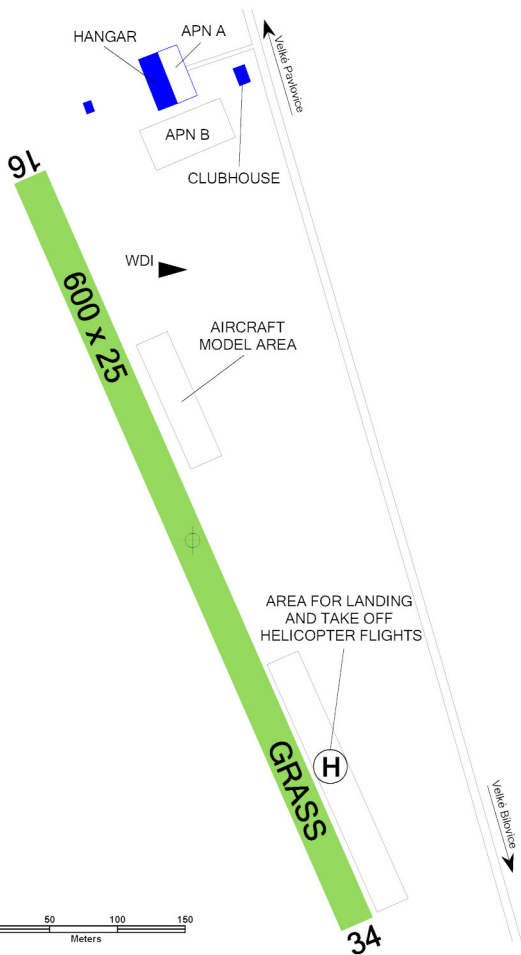 HANGAR
APN A
Velké Pavlovice
APN B
CLUBHOUSE
16
WDI
600 x 25
AIRCRAFT
MODEL AREA
AREA FOR LANDING
AND TAKE OFF
HELICOPTER FLIGHTS
H
GRASS
Velké Bílovice
50 100 150
Meters
34